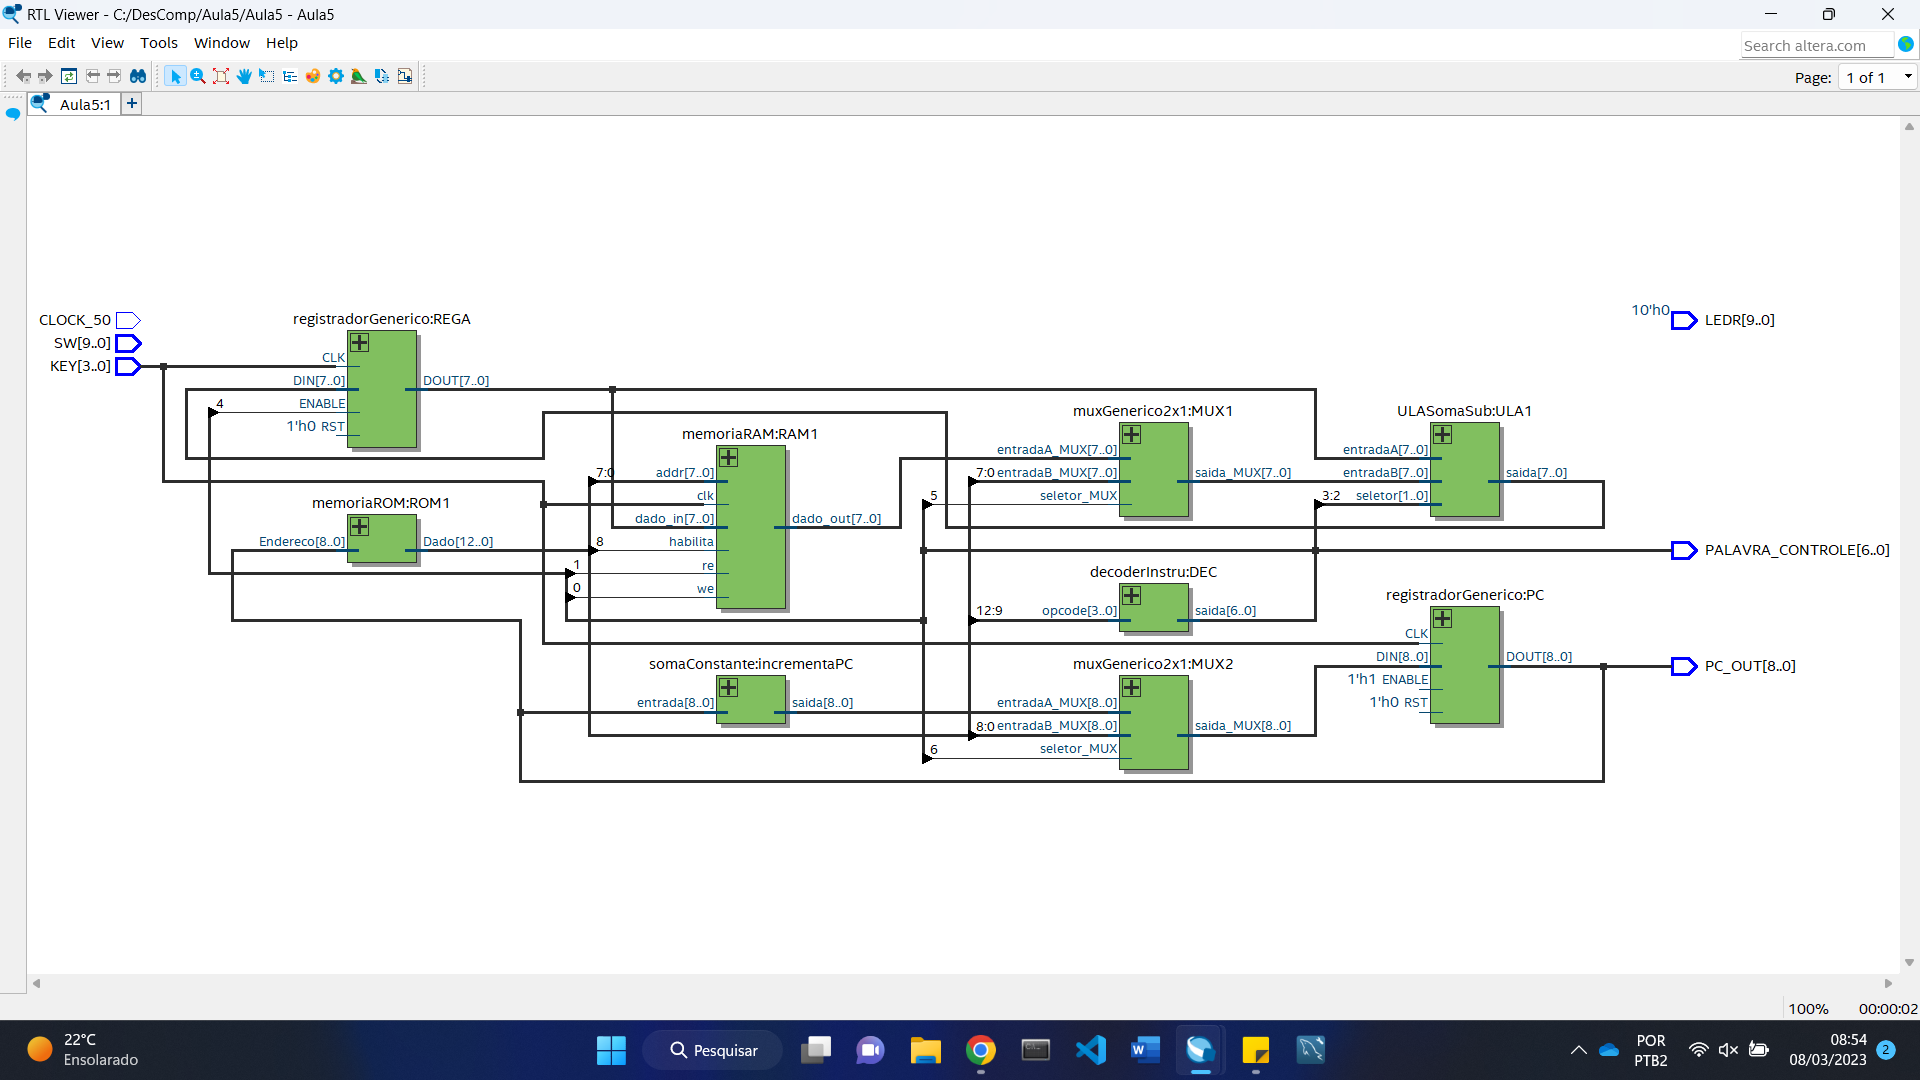 RTL Viewer - C:/DesComp/Aula5/Aula5 - Aula5
File Edit View Tools Window Help
Search altera.com
Page: 1 of 1
Aula5:1 +
CLOCK_50
SW[9..0]
KEY[3..0]
registradorGenerico:REGA
CLK
DIN[7..0]
ENABLE
1'h0 RST
DOUT[7..0]
4
memoriaROM:ROM1
Endereco[8..0]
Dado[12..0]
memoriaRAM:RAM1
7:0 addr[7..0]
clk
dado_in[7..0]
8 habilita
1 re
0 we
dado_out[7..0]
somaConstante:incrementaPC
entrada[8..0]
saida[8..0]
muxGenerico2x1:MUX1
entradaA_MUX[7..0]
7:0 entradaB_MUX[7..0]
5 seletor_MUX
saida_MUX[7..0]
decoderInstru:DEC
12:9 opcode[3..0]
saida[6..0]
muxGenerico2x1:MUX2
entradaA_MUX[8..0]
8:0 entradaB_MUX[8..0]
6 seletor_MUX
saida_MUX[8..0]
ULASomaSub:ULA1
entradaA[7..0]
entradaB[7..0]
3:2 seletor[1..0]
saida[7..0]
registradorGenerico:PC
CLK
DIN[8..0]
1'h1 ENABLE
1'h0 RST
DOUT[8..0]
10'h0 LEDR[9..0]
PALAVRA_CONTROLE[6..0]
PC_OUT[8..0]
100% 00:00:02
22°C
Ensolarado
Pesquisar
POR
PTB2
08:54
08/03/2023
2